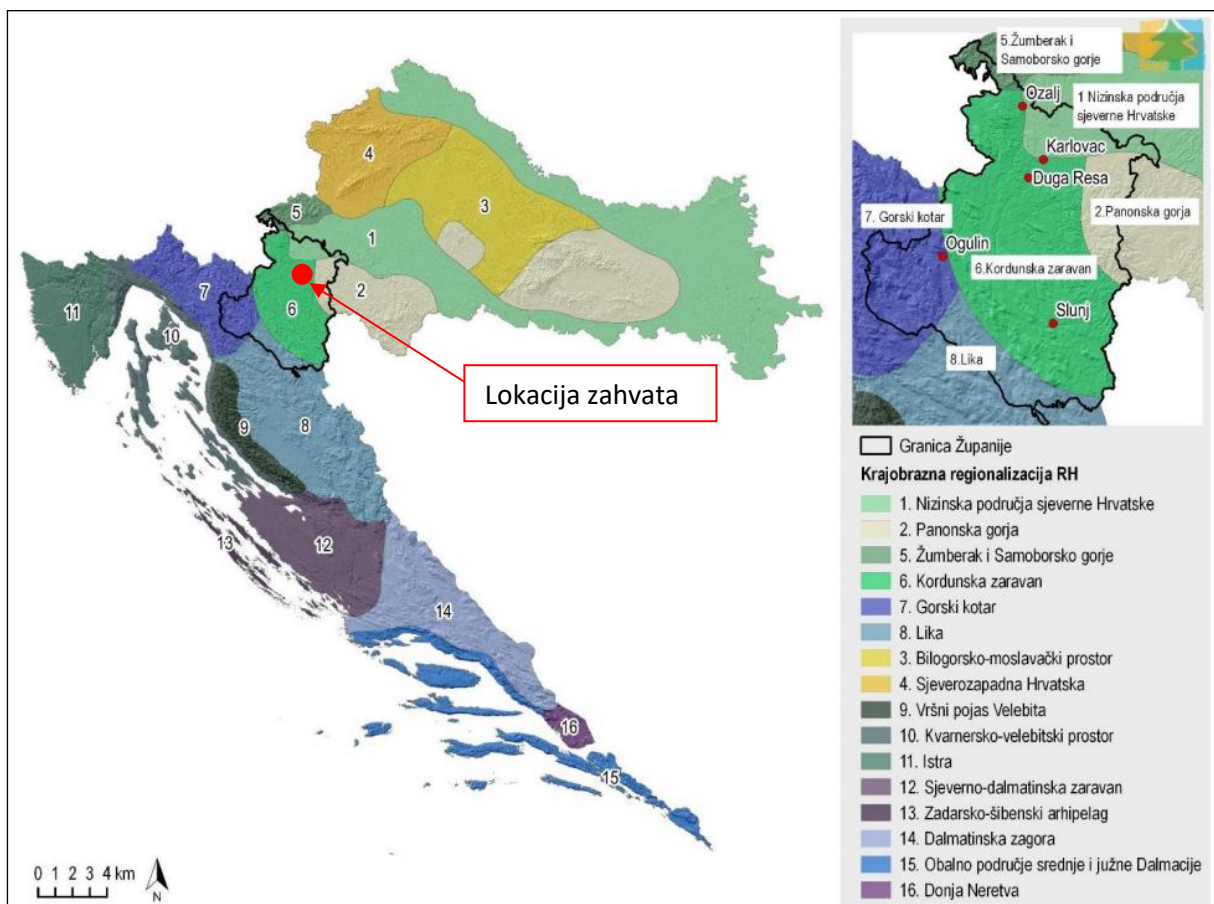 4
5
3
1
7
6
2
11
10
Lokacija zahvata
8
9
13
12
14
16
15
0 1 2 3 4 km
N
5.Žumberak i
Samoborsko gorje
Ozalj
1 Nizinska područja
sjeverne Hrvatske
Karlovac
Duga Resa
2.Panonska gorja
7. Gorski kotar
Ogulin
6.Kordunska zaravan
Slunj
8.Lika
Granica Županije
Krajobrazna regionalizacija RH
1. Nizinska područja sjeverne Hrvatske
2. Panonska gorja
5. Žumberak i Samoborsko gorje
6. Kordunska zaravan
7. Gorski kotar
8. Lika
3. Bilogorsko-moslavački prostor
4. Sjeverozapadna Hrvatska
9. Vršni pojas Velebita
10. Kvarnersko-velebitski prostor
11. Istra
12. Sjeverno-dalmatinska zaravan
13. Zadarsko-šibenski arhipelag
14. Dalmatinska zagora
15. Obalno područje srednje i južne Dalmacije
16. Donja Neretva